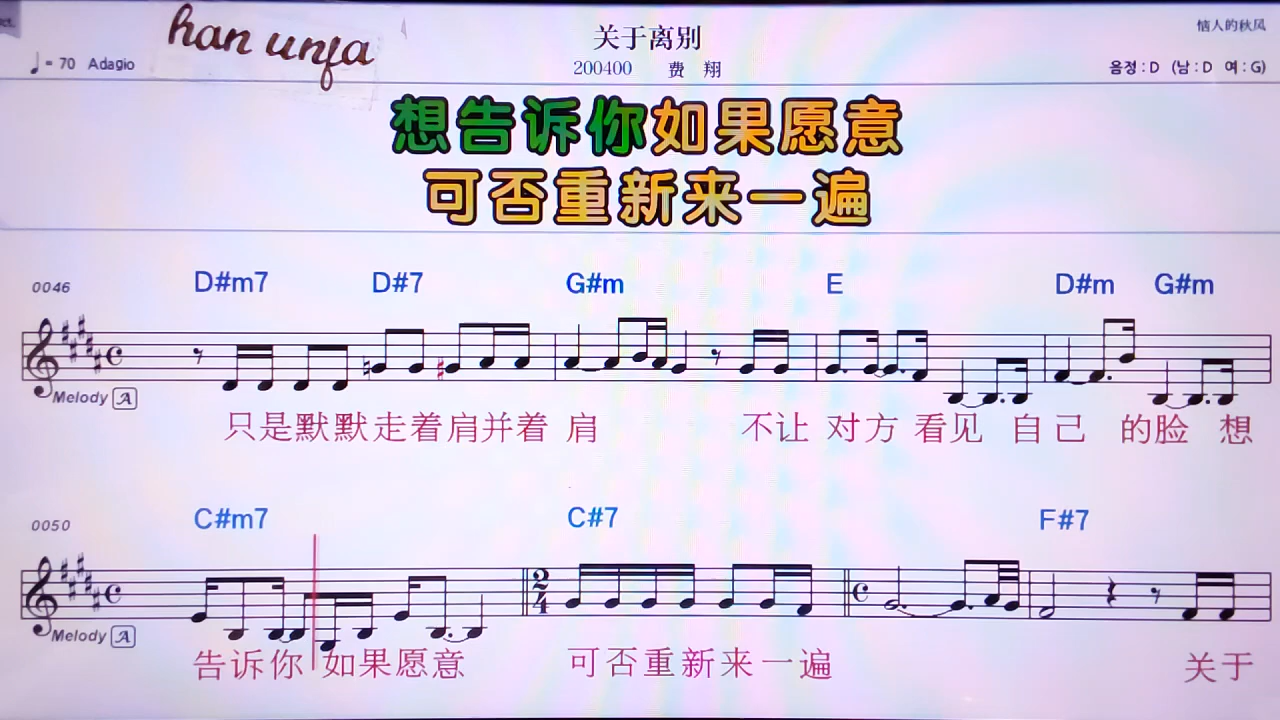 han unfa
关于离别
恼人的秋风
♩= 70 Adagio
200400 费 翔
음정 : D (남 : D 여 : G)
想告诉你如果愿意
可否重新来一遍
0046 D#m7 D#7 G#m E D#m G#m
Melody A
只是默默走着肩并着 肩 不让 对方 看见 自己 的脸 想
0050 C#m7 C#7 F#7
2
4
Melody A
告诉你 如果愿意 可否重新来一遍 关于